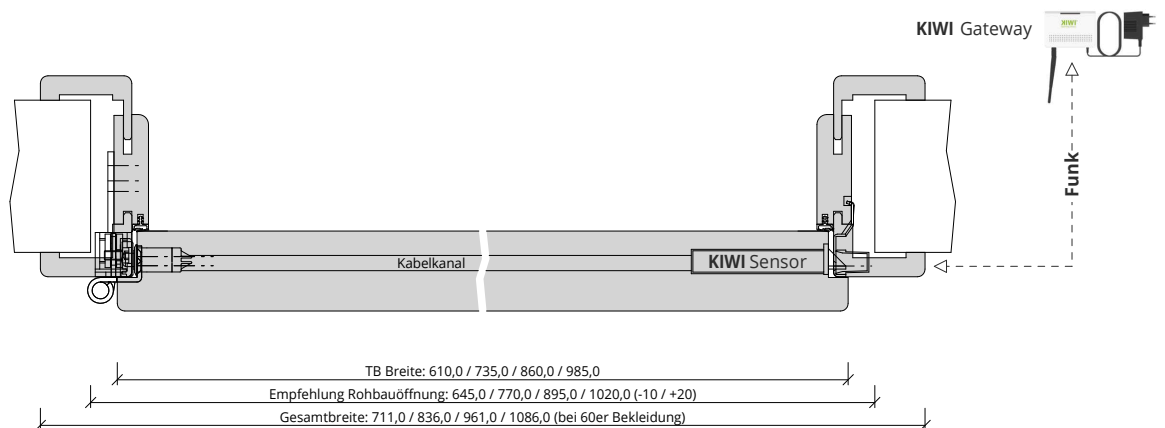 KIWI Gateway
KIWI
Funk
Kabelkanal
KIWI Sensor
TB Breite: 610,0 / 735,0 / 860,0 / 985,0
Empfehlung Rohbauöffnung: 645,0 / 770,0 / 895,0 / 1020,0 (-10 / +20)
Gesamtbreite: 711,0 / 836,0 / 961,0 / 1086,0 (bei 60er Bekleidung)